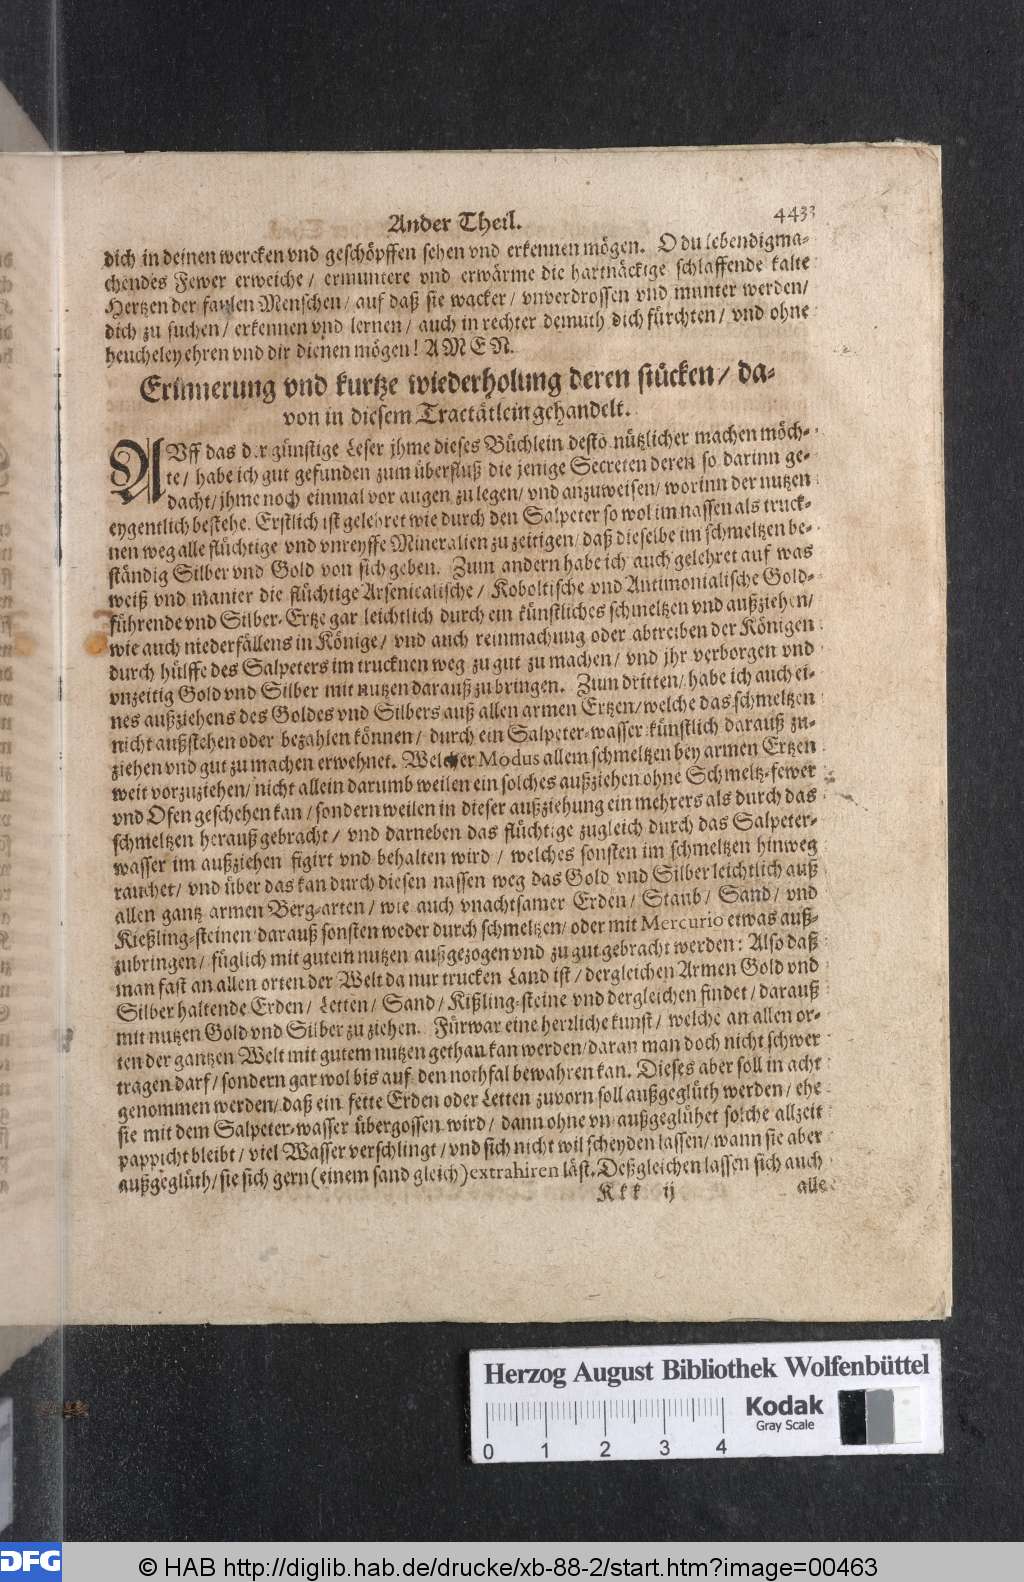 Ander Theil.
443
dich in deinen wercken vnd geschöpffen sehen vnd erkennen mögen. O du lebendigma-
chendes Fewer erweiche / ermuntere vnd erwärme die hartnäckige schlaffende kalte
Hertzen der faulen Menschen / auf daß sie wacker / vnverdrossen vnd munter werden /
dich zu suchen / erkennen vnd lernen / auch in rechter demuth dich fürchten / vnd ohne
heucheley ehren vnd dir dienen mögen! A M E N.
Erinnerung vnd kurtze wiederholung deren stücken / da-
von in diesem Tractätlein gehandelt.
AUff das der günstige Leser jhme dieses Büchlein desto nützlicher machen möch-
te / habe ich gut gefunden zum überfluß die jenige Secreten deren so darinn ge-
dacht / jhme noch einmal vor augen zu legen / vnd anzuweisen / worinn der nutzen
eygentlich bestehe. Erstlich ist gelehret wie durch den Salpeter so wol im nassen als truck-
nen weg alle flüchtige vnd vnreyffe Mineralien zu zeitigen / daß dieselbe im schmeltzen be-
ständig Silber vnd Gold von sich geben. Zum andern habe ich auch gelehret auf was
weiß vnd manier die flüchtige Arsenicalische / Koboltische vnd Antimonialische Gold-
führende vnd Silber-Ertze gar leichtlich durch ein künstliches schmeltzen vnd außziehen /
wie auch niederfällens in Könige / vnd auch reinmachung oder abtreiben der Königen
durch hülffe des Salpeters im trucknen weg zu gut zu machen / vnd jhr verborgen vnd
vnzeitig Gold vnd Silber mit nutzen darauß zu bringen. Zum dritten / habe ich auch ei-
nes außziehens des Goldes vnd Silbers auß allen armen Ertzen / welche das schmeltzen
nicht außstehen oder bezahlen können / durch ein Salpeter-wasser künstlich darauß zu-
ziehen vnd gut zu machen erwehnet. Welcher Modus allem schmeltzen bey armen Ertzen
weit vorzuziehen / nicht allein darumb weilen ein solches außziehen ohne Schmeltz-fewer
vnd Ofen geschehen kan / sondern weilen in dieser außziehung ein mehrers als durch das
schmeltzen herauß gebracht / vnd darneben das flüchtige zugleich durch das Salpeter-
wasser im außziehen figirt vnd behalten wird / welches sonsten im schmeltzen hinweg
rauchet / vnd über das kan durch diesen nassen weg das Gold vnd Silber leichtlich auß
allen gantz armen Berg-arten / wie auch vnachtsamer Erden / Staub / Sand / vnd
Kießling-steinen darauß sonsten weder durch schmeltzen / oder mit Mercurio etwas auß-
zubringen / füglich mit gutem nutzen außgezogen vnd zu gut gebracht werden: Also daß
man fast an allen orten der Welt da nur trucken Land ist / dergleichen Armen Gold vnd
Silber haltende Erden / Letten / Sand / Kißling-steine vnd dergleichen findet / darauß
mit nutzen Gold vnd Silber zu ziehen. Fürwar eine herrliche kunst / welche an allen or-
ten der gantzen Welt mit gutem nutzen gethan kan werden / daran man doch nicht schwer
tragen darf / sondern gar wol bis auf den nothfal bewahren kan. Dieses aber soll in acht
genommen werden / daß ein fette Erden oder Letten zuvorn soll außgeglüth werden / ehe
sie mit dem Salpeter-wasser übergossen wird / dann ohne vn außgeglühet solche allzeit
pappicht bleibt / viel Wasser verschlingt / vnd sich nicht wil scheyden lassen / wann sie aber
außgeglüth / sie sich gern (einem sand gleich) extrahiren läst. Deßgleichen lassen sich auch
K k k ij
alle
Herzog August Bibliothek Wolfenbüttel
Kodak
Gray Scale
0 1 2 3 4
DFG
© HAB http://diglib.hab.de/drucke/xb-88-2/start.htm?image=00463